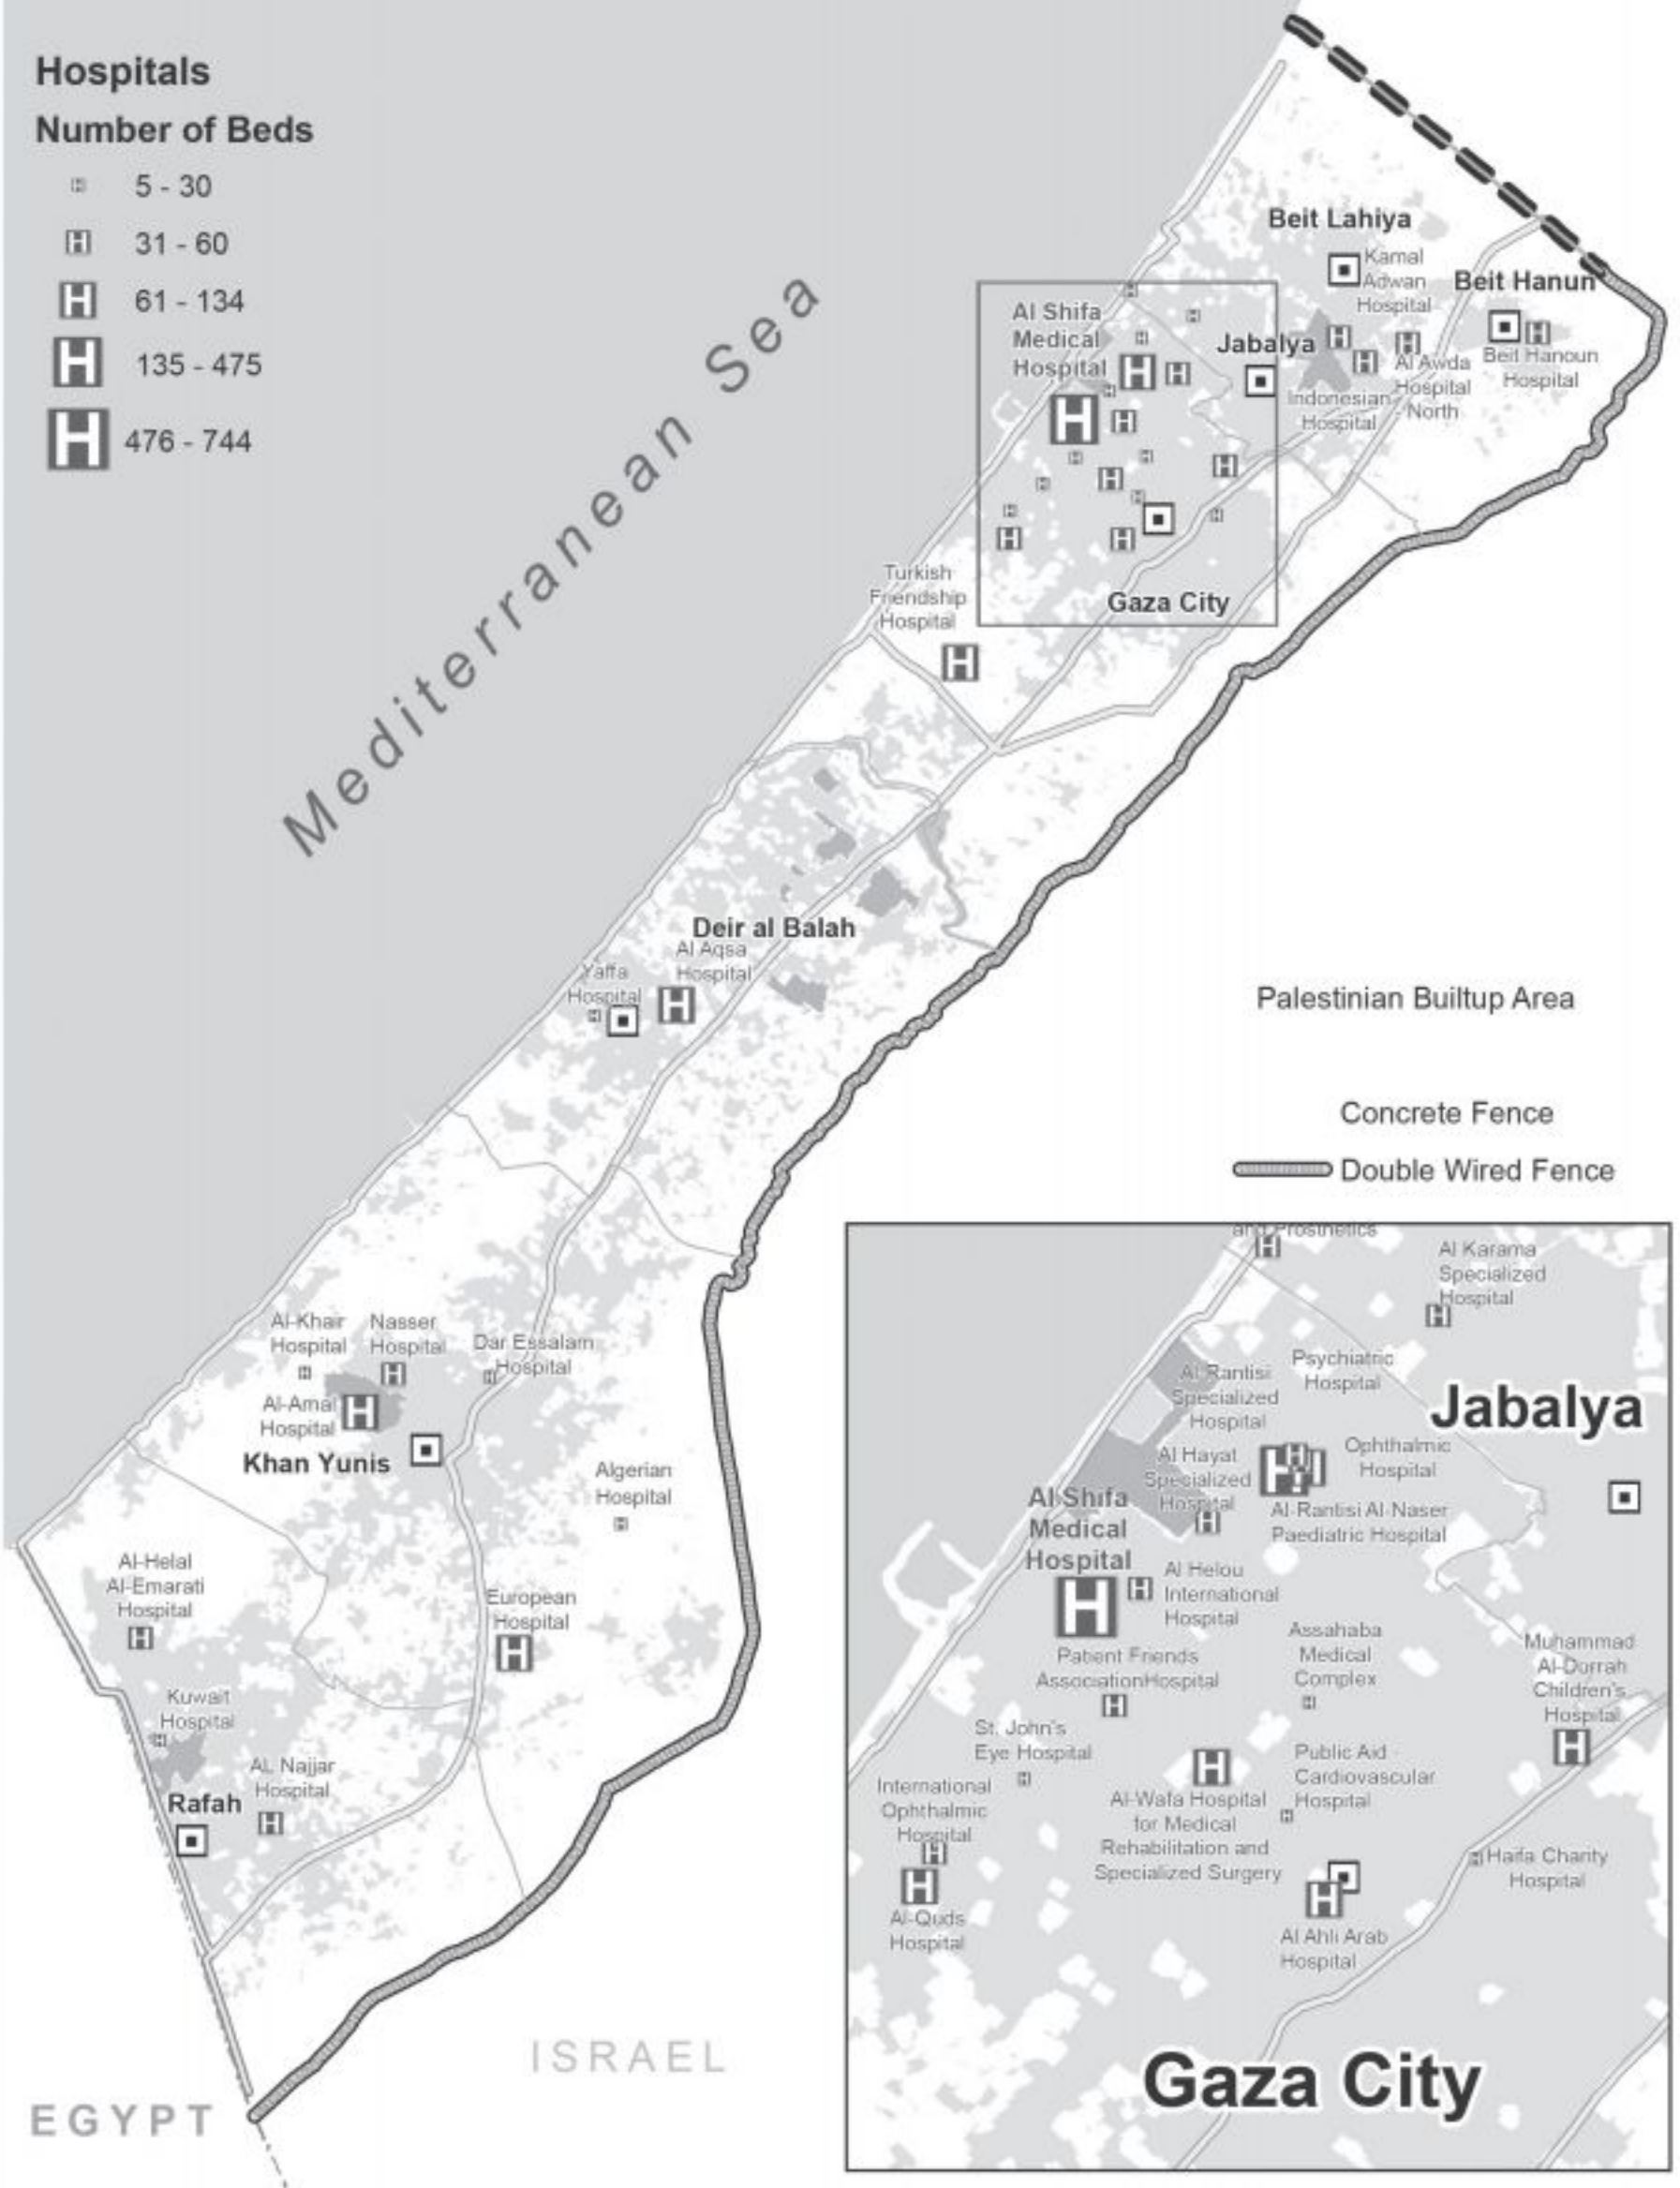 Hospitals
Number of Beds
5 - 30
31 - 60
61 - 134
135 - 475
476 - 744
Mediterranean Sea
Beit Lahiya
Kamal
Adwan
Hospital
Beit Hanun
Beit Hanoun
Hospital
Al Shifa
Medical
Hospital
Jabalya
Indonesian
Hospital
Al Awda
Hospital
North
Gaza City
Turkish
Friendship
Hospital
Deir al Balah
Al Aqsa
Hospital
Yaffa
Hospital
Palestinian Builtup Area
Concrete Fence
Double Wired Fence
Al-Khair
Hospital
Nasser
Hospital
Dar Essalam
Hospital
Al-Amal
Hospital
Khan Yunis
Algerian
Hospital
Al-Helal
Al-Emarati
Hospital
European
Hospital
Kuwait
Hospital
AL Najjar
Hospital
Rafah
ISRAEL
EGYPT
and Prosthetics
Al Karama
Specialized
Hospital
Al-Rantisi
Specialized
Hospital
Psychiatric
Hospital
Jabalya
Al Hayat
Specialized
Hospital
Ophthalmic
Hospital
Al-Rantisi Al-Naser
Paediatric Hospital
Al Shifa
Medical
Hospital
Al Helou
International
Hospital
Patient Friends
AssociationHospital
Assahaba
Medical
Complex
Muhammad
Al-Dorrah
Children's
Hospital
St. John's
Eye Hospital
International
Ophthalmic
Hospital
Al-Wafa Hospital
for Medical
Rehabilitation and
Specialized Surgery
Public Aid -
Cardiovascular
Hospital
Haifa Charity
Hospital
Al-Quds
Hospital
Al Ahli Arab
Hospital
Gaza City